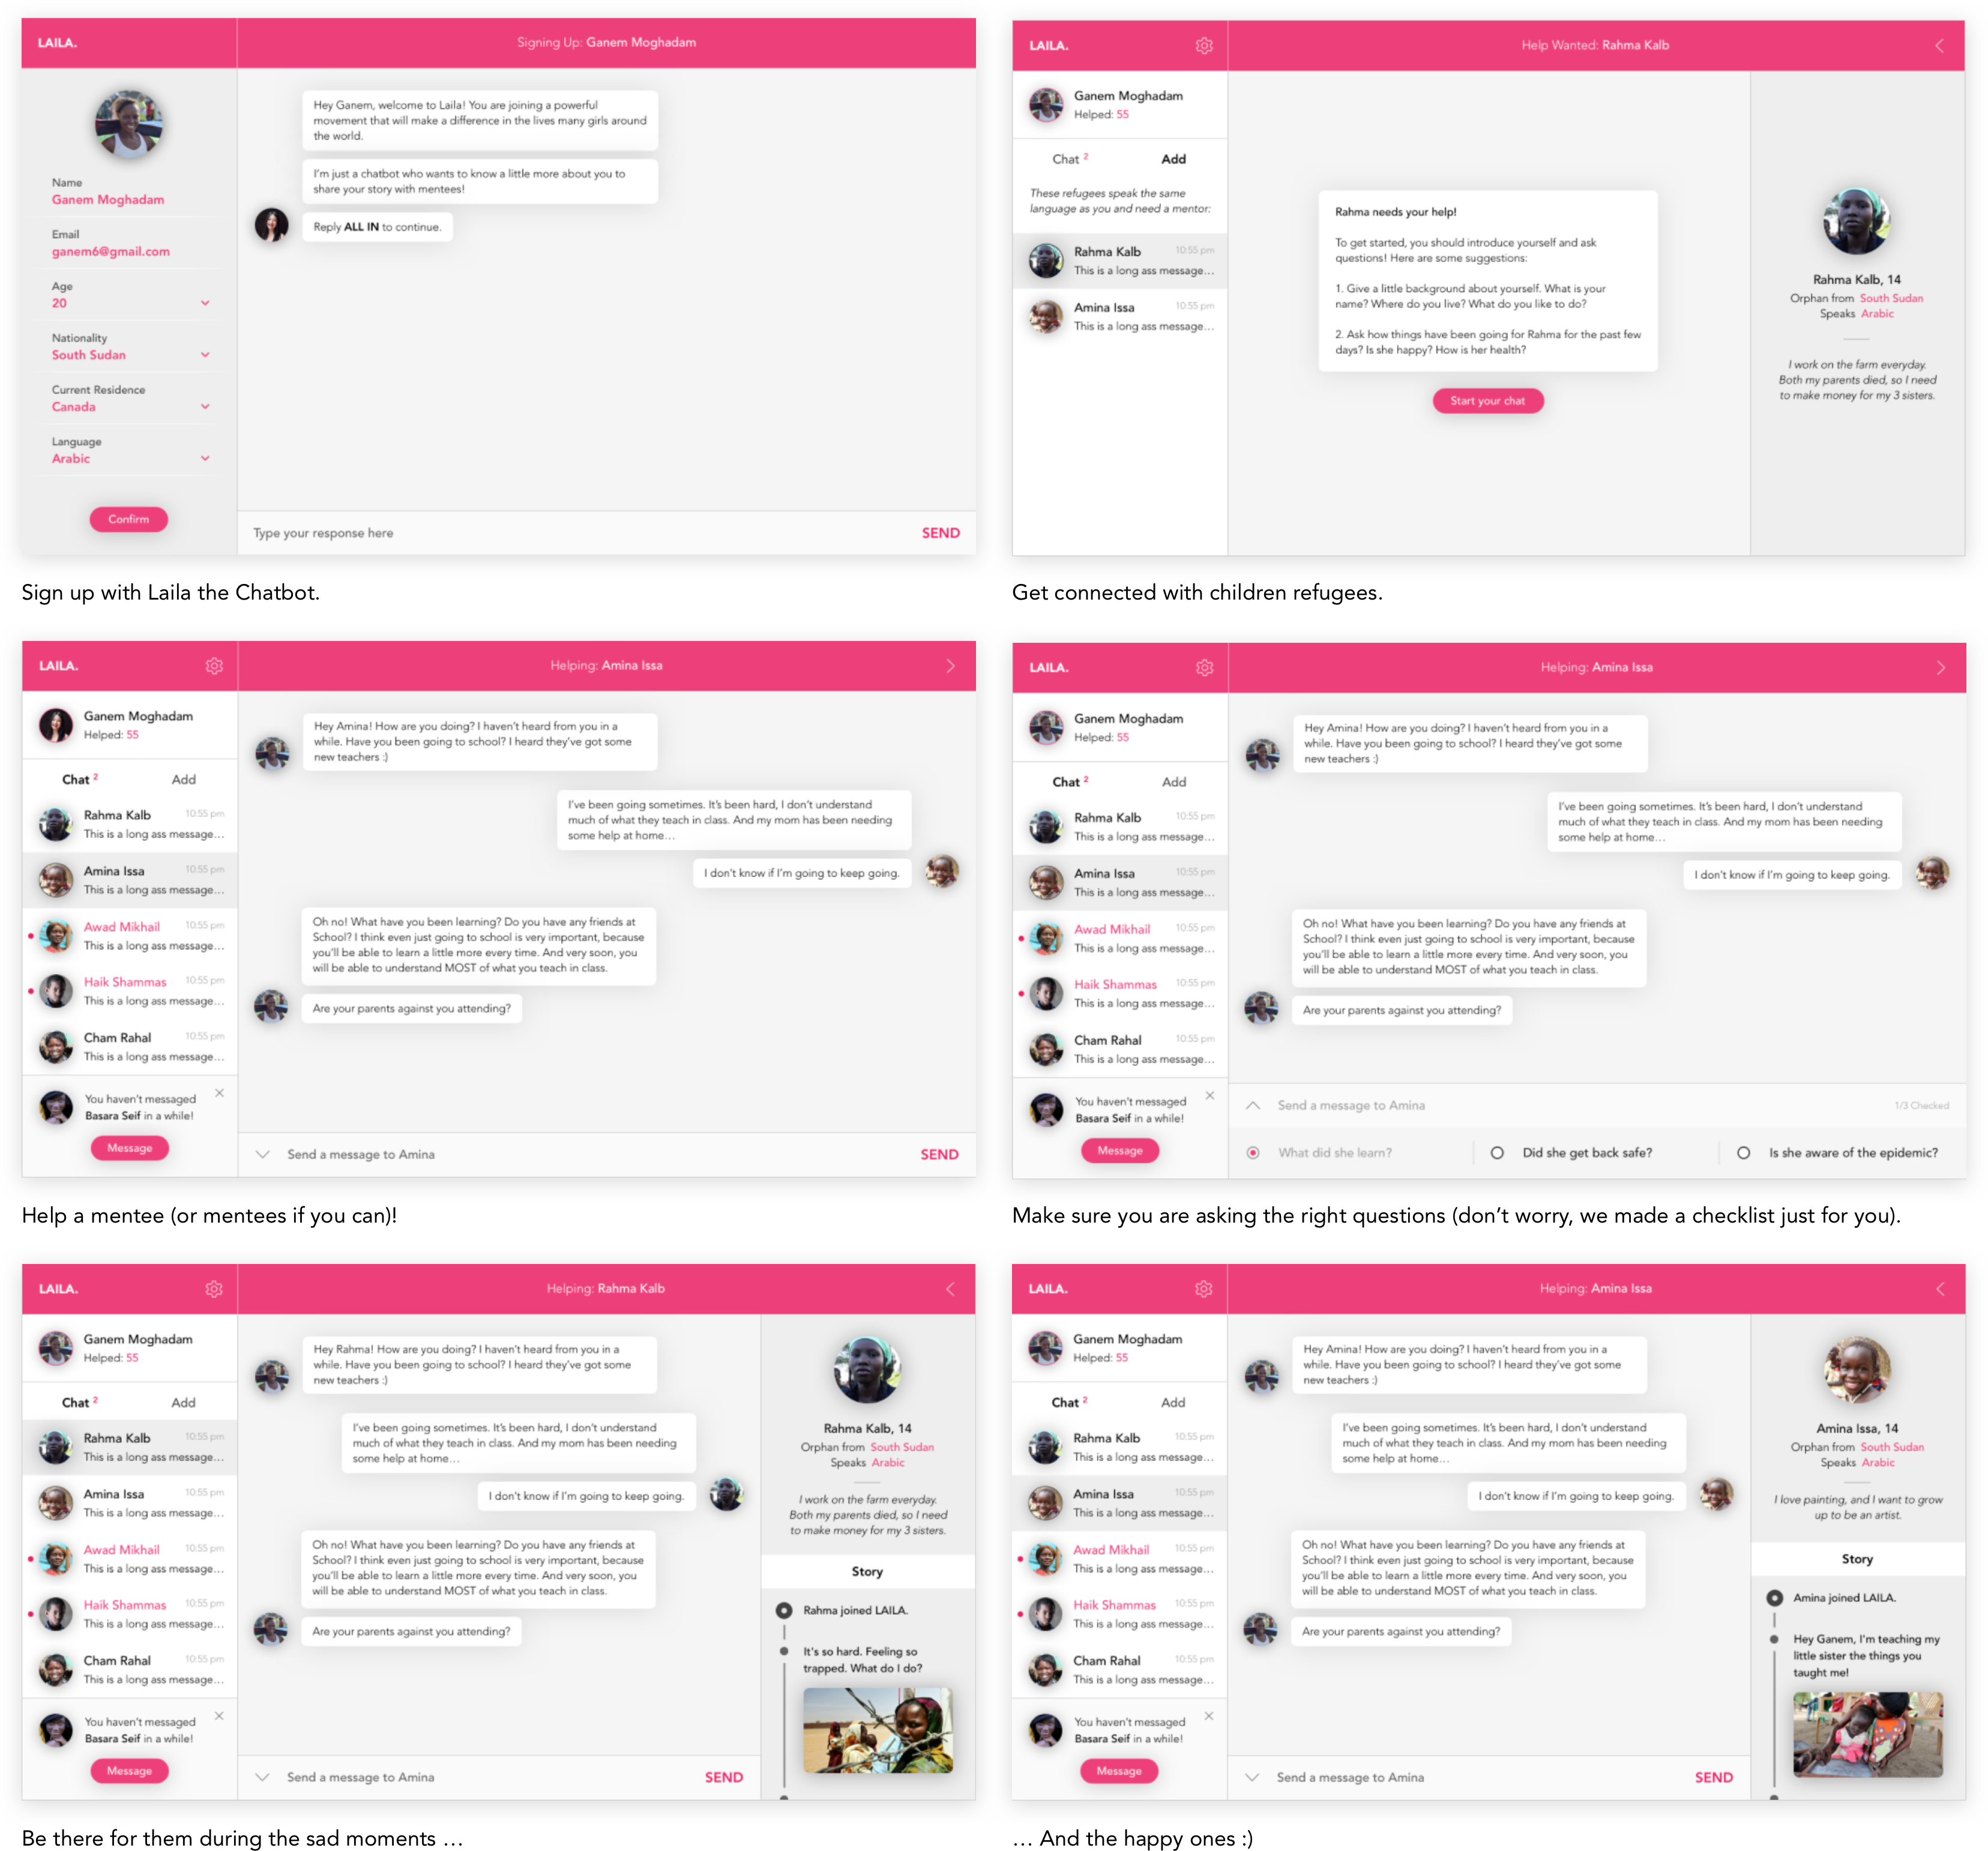 LAILA.
Signing Up: Ganem Moghadam
Name
Ganem Moghadam
Email
ganem6@gmail.com
Age
20
Nationality
South Sudan
Current Residence
Canada
Language
Arabic
Confirm
Hey Ganem, welcome to Laila! You are joining a powerful
movement that will make a difference in the lives many girls around
the world.
I'm just a chatbot who wants to know a little more about you to
share your story with mentees!
Reply ALL IN to continue.
Type your response here
SEND
Sign up with Laila the Chatbot.
LAILA.
Help Wanted: Rahma Kalb
Ganem Moghadam
Helped: 55
Chat 2
Add
These refugees speak the same
language as you and need a mentor:
Rahma Kalb 10:55 pm
This is a long ass message...
Amina Issa 10:55 pm
This is a long ass message...
Rahma needs your help!
To get started, you should introduce yourself and ask
questions! Here are some suggestions:
1. Give a little background about yourself. What is your
name? Where do you live? What do you like to do?
2. Ask how things have been going for Rahma for the past few
days? Is she happy? How is her health?
Start your chat
Rahma Kalb, 14
Orphan from South Sudan
Speaks Arabic
I work on the farm everyday.
Both my parents died, so I need
to make money for my 3 sisters.
Get connected with children refugees.
LAILA.
Helping: Amina Issa
Ganem Moghadam
Helped: 55
Chat 2
Add
Rahma Kalb 10:55 pm
This is a long ass message...
Amina Issa 10:55 pm
This is a long ass message...
Awad Mikhail 10:55 pm
This is a long ass message...
Haik Shammas 10:55 pm
This is a long ass message...
Cham Rahal 10:55 pm
This is a long ass message...
You haven't messaged
Basara Seif in a while!
Message
Hey Amina! How are you doing? I haven't heard from you in a
while. Have you been going to school? I heard they've got some
new teachers :)
I've been going sometimes. It's been hard, I don't understand
much of what they teach in class. And my mom has been needing
some help at home...
I don't know if I'm going to keep going.
Oh no! What have you been learning? Do you have any friends at
School? I think even just going to school is very important, because
you'll be able to learn a little more every time. And very soon, you
will be able to understand MOST of what you teach in class.
Are your parents against you attending?
Send a message to Amina
SEND
Help a mentee (or mentees if you can)!
LAILA.
Helping: Amina Issa
Ganem Moghadam
Helped: 55
Chat 2
Add
Rahma Kalb 10:55 pm
This is a long ass message...
Amina Issa 10:55 pm
This is a long ass message...
Awad Mikhail 10:55 pm
This is a long ass message...
Haik Shammas 10:55 pm
This is a long ass message...
Cham Rahal 10:55 pm
This is a long ass message...
You haven't messaged
Basara Seif in a while!
Message
Hey Amina! How are you doing? I haven't heard from you in a
while. Have you been going to school? I heard they've got some
new teachers :)
I've been going sometimes. It's been hard, I don't understand
much of what they teach in class. And my mom has been needing
some help at home...
I don't know if I'm going to keep going.
Oh no! What have you been learning? Do you have any friends at
School? I think even just going to school is very important, because
you'll be able to learn a little more every time. And very soon, you
will be able to understand MOST of what you teach in class.
Are your parents against you attending?
Send a message to Amina
1/3 Checked
What did she learn?
Did she get back safe?
Is she aware of the epidemic?
Make sure you are asking the right questions (don't worry, we made a checklist just for you).
LAILA.
Helping: Rahma Kalb
Ganem Moghadam
Helped: 55
Chat 2
Add
Rahma Kalb 10:55 pm
This is a long ass message...
Amina Issa 10:55 pm
This is a long ass message...
Awad Mikhail 10:55 pm
This is a long ass message...
Haik Shammas 10:55 pm
This is a long ass message...
Cham Rahal 10:55 pm
This is a long ass message...
You haven't messaged
Basara Seif in a while!
Message
Hey Rahma! How are you doing? I haven't heard from you in a
while. Have you been going to school? I heard they've got some
new teachers :)
I've been going sometimes. It's been hard, I don't understand
much of what they teach in class. And my mom has been needing
some help at home...
I don't know if I'm going to keep going.
Oh no! What have you been learning? Do you have any friends at
School? I think even just going to school is very important, because
you'll be able to learn a little more every time. And very soon, you
will be able to understand MOST of what you teach in class.
Are your parents against you attending?
Send a message to Amina
SEND
Rahma Kalb, 14
Orphan from South Sudan
Speaks Arabic
I work on the farm everyday.
Both my parents died, so I need
to make money for my 3 sisters.
Story
Rahma joined LAILA.
It's so hard. Feeling so
trapped. What do I do?
Be there for them during the sad moments ...
LAILA.
Helping: Amina Issa
Ganem Moghadam
Helped: 55
Chat 2
Add
Rahma Kalb 10:55 pm
This is a long ass message...
Amina Issa 10:55 pm
This is a long ass message...
Awad Mikhail 10:55 pm
This is a long ass message...
Haik Shammas 10:55 pm
This is a long ass message...
Cham Rahal 10:55 pm
This is a long ass message...
You haven't messaged
Basara Seif in a while!
Message
Hey Amina! How are you doing? I haven't heard from you in a
while. Have you been going to school? I heard they've got some
new teachers :)
I've been going sometimes. It's been hard, I don't understand
much of what they teach in class. And my mom has been needing
some help at home...
I don't know if I'm going to keep going.
Oh no! What have you been learning? Do you have any friends at
School? I think even just going to school is very important, because
you'll be able to learn a little more every time. And very soon, you
will be able to understand MOST of what you teach in class.
Are your parents against you attending?
Send a message to Amina
SEND
Amina Issa, 14
Orphan from South Sudan
Speaks Arabic
I love painting, and I want to grow
up to be an artist.
Story
Amina joined LAILA.
Hey Ganem, I'm teaching my
little sister the things you
taught me!
... And the happy ones :)